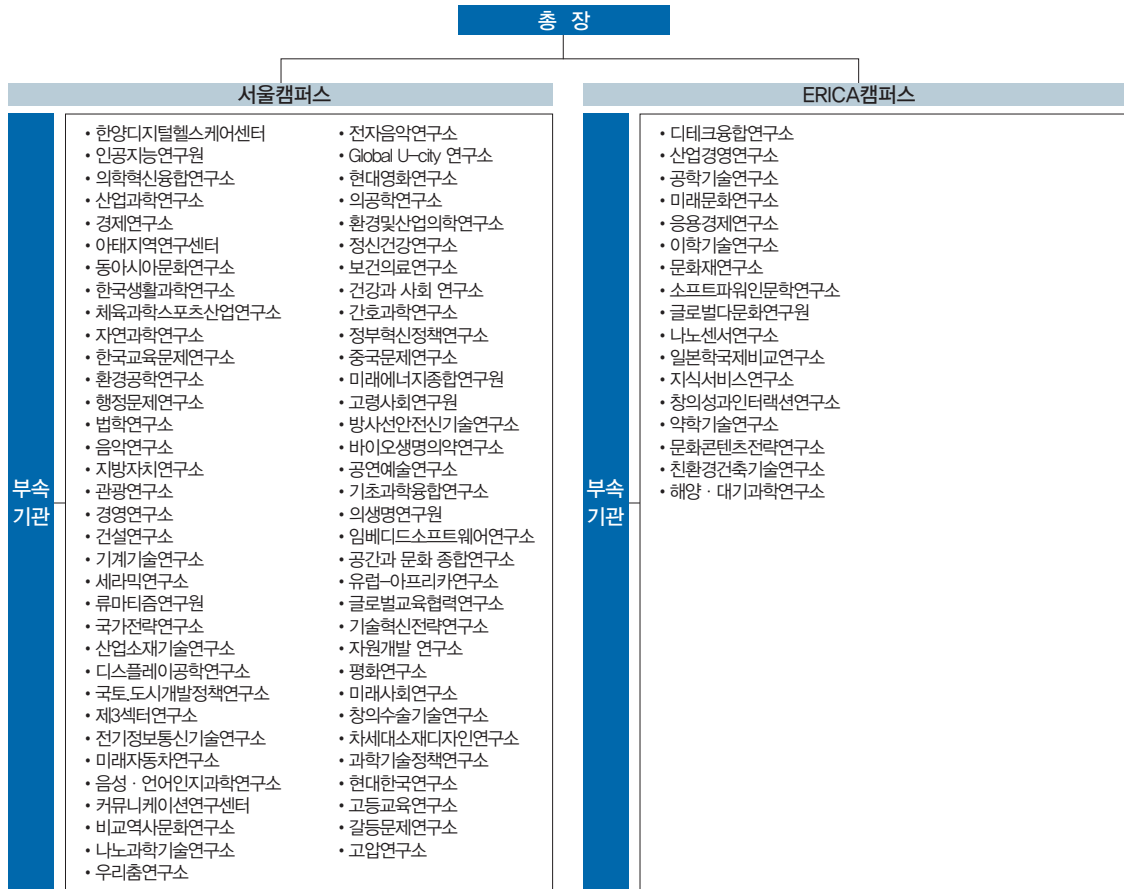 총 장
서울캠퍼스
부속
기관
• 한양디지털헬스케어센터
• 인공지능연구원
• 의학혁신융합연구소
• 산업과학연구소
• 경제연구소
• 아태지역연구센터
• 동아시아문화연구소
• 한국생활과학연구소
• 체육과학스포츠산업연구소
• 자연과학연구소
• 한국교육문제연구소
• 환경공학연구소
• 행정문제연구소
• 법학연구소
• 음악연구소
• 지방자치연구소
• 관광연구소
• 경영연구소
• 건설연구소
• 기계기술연구소
• 세라믹연구소
• 류마티즘연구원
• 국가전략연구소
• 산업소재기술연구소
• 디스플레이공학연구소
• 국토.도시개발정책연구소
• 제3섹터연구소
• 전기정보통신기술연구소
• 미래자동차연구소
• 음성 · 언어인지과학연구소
• 커뮤니케이션연구센터
• 비교역사문화연구소
• 나노과학기술연구소
• 우리춤연구소
• 전자음악연구소
• Global U-city 연구소
• 현대영화연구소
• 의공학연구소
• 환경및산업의학연구소
• 정신건강연구소
• 보건의료연구소
• 건강과 사회 연구소
• 간호과학연구소
• 정부혁신정책연구소
• 중국문제연구소
• 미래에너지종합연구원
• 고령사회연구원
• 방사선안전신기술연구소
• 바이오생명의약연구소
• 공연예술연구소
• 기초과학융합연구소
• 의생명연구원
• 임베디드소프트웨어연구소
• 공간과 문화 종합연구소
• 유럽-아프리카연구소
• 글로벌교육협력연구소
• 기술혁신전략연구소
• 자원개발 연구소
• 평화연구소
• 미래사회연구소
• 창의수술기술연구소
• 차세대소재디자인연구소
• 과학기술정책연구소
• 현대한국연구소
• 고등교육연구소
• 갈등문제연구소
• 고압연구소
ERICA캠퍼스
부속
기관
• 디테크융합연구소
• 산업경영연구소
• 공학기술연구소
• 미래문화연구소
• 응용경제연구소
• 이학기술연구소
• 문화재연구소
• 소프트파워인문학연구소
• 글로벌다문화연구원
• 나노센서연구소
• 일본학국제비교연구소
• 지식서비스연구소
• 창의성과인터랙션연구소
• 약학기술연구소
• 문화콘텐츠전략연구소
• 친환경건축기술연구소
• 해양 · 대기과학연구소